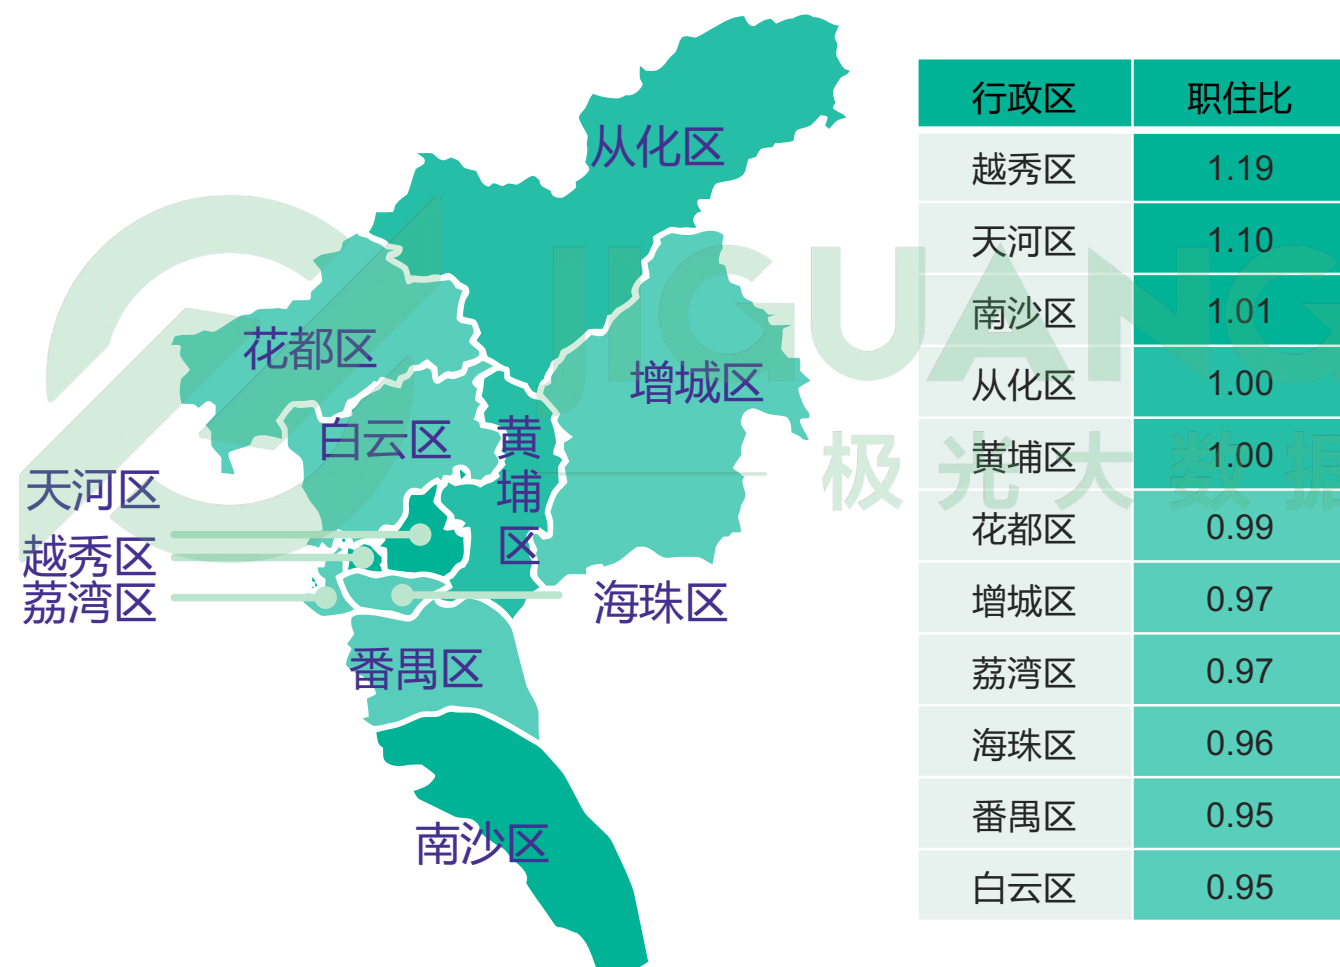 从化区
花都区
增城区
白云区
黄埔区
天河区
越秀区
荔湾区
海珠区
番禺区
南沙区
行政区 职住比
越秀区 1.19
天河区 1.10
南沙区 1.01
从化区 1.00
黄埔区 1.00
花都区 0.99
增城区 0.97
荔湾区 0.97
海珠区 0.96
番禺区 0.95
白云区 0.95
JIGUANG
极光大数据